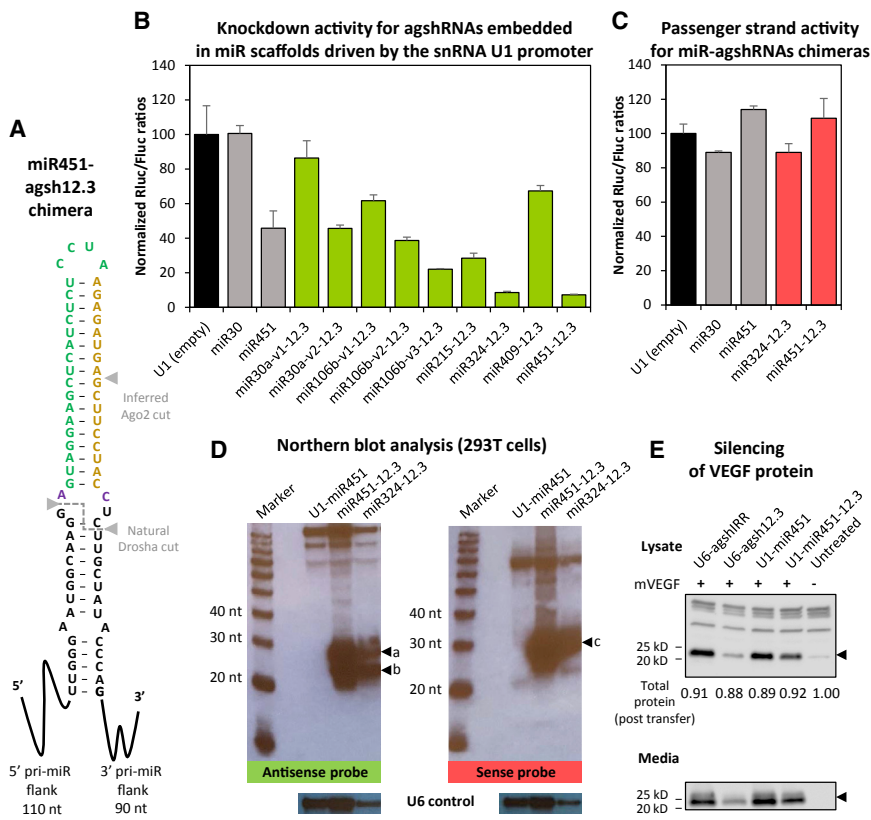 A
miR451-
agsh12.3
chimera
C U
C A
U A
C G
U A
C G
U A
A U
C G
U A
C G
G C
A U
A U
G C
G C
A U
U A
G C
A C
G U
G C
A U
A U
C G
G C
G U
U A
A U
A A
G C
G C
G C
U A
U G
Inferred
Ago2 cut
Natural
Drosha cut
5’ 3’
5’ pri-miR
flank
110 nt
3’ pri-miR
flank
90 nt
B
Knockdown activity for agshRNAs embedded
in miR scaffolds driven by the snRNA U1 promoter
Normalized Rluc/Fluc ratios
140
120
100
80
60
40
20
0
U1 (empty)
miR30
miR451
miR30a-v1-12.3
miR30a-v2-12.3
miR106b-v1-12.3
miR106b-v2-12.3
miR106b-v3-12.3
miR215-12.3
miR324-12.3
miR409-12.3
miR451-12.3
C
Passenger strand activity
for miR-agshRNAs chimeras
Normalized Rluc/Fluc ratios
140
120
100
80
60
40
20
0
U1 (empty)
miR30
miR451
miR324-12.3
miR451-12.3
D
Northern blot analysis (293T cells)
Marker
U1-miR451
miR451-12.3
miR324-12.3
40 nt
30 nt
20 nt
a
b
Antisense probe
Marker
U1-miR451
miR451-12.3
miR324-12.3
40 nt
30 nt
20 nt
c
Sense probe
U6 control
E
Silencing
of VEGF protein
Lysate
U6-agshIRR
U6-agsh12.3
U1-miR451
U1-miR451-12.3
Untreated
mVEGF + + + + -
25 kD
20 kD
Total
protein
(post transfer)
0.91 0.88 0.89 0.92 1.00
Media
25 kD
20 kD